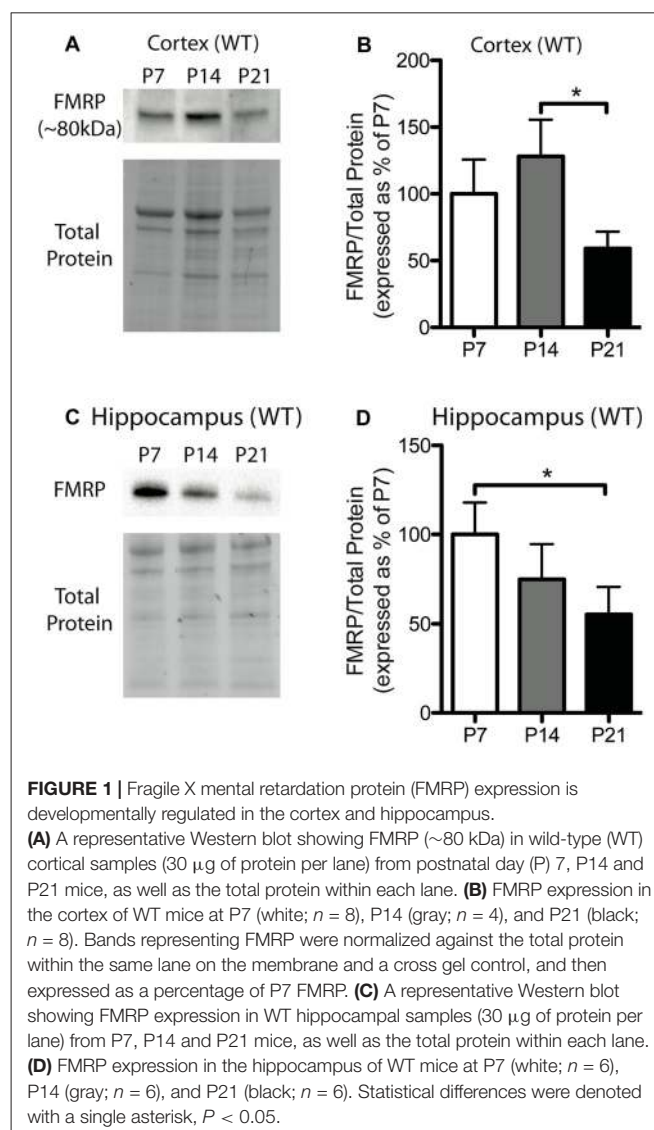 A Cortex (WT)
P7 P14 P21
FMRP
(~80kDa)
Total
Protein
B Cortex (WT)
FMRP/Total Protein
(expressed as % of P7)
200
150
100
50
0
*
P7 P14 P21
C Hippocampus (WT)
P7 P14 P21
FMRP
Total
Protein
D Hippocampus (WT)
FMRP/Total Protein
(expressed as % of P7)
150
100
50
0
*
P7 P14 P21
FIGURE 1 | Fragile X mental retardation protein (FMRP) expression is
developmentally regulated in the cortex and hippocampus.
(A) A representative Western blot showing FMRP (~80 kDa) in wild-type (WT)
cortical samples (30 μg of protein per lane) from postnatal day (P) 7, P14 and
P21 mice, as well as the total protein within each lane. (B) FMRP expression in
the cortex of WT mice at P7 (white; n = 8), P14 (gray; n = 4), and P21 (black;
n = 8). Bands representing FMRP were normalized against the total protein
within the same lane on the membrane and a cross gel control, and then
expressed as a percentage of P7 FMRP. (C) A representative Western blot
showing FMRP expression in WT hippocampal samples (30 μg of protein per
lane) from P7, P14 and P21 mice, as well as the total protein within each lane.
(D) FMRP expression in the hippocampus of WT mice at P7 (white; n = 6),
P14 (gray; n = 6), and P21 (black; n = 6). Statistical differences were denoted
with a single asterisk, P < 0.05.